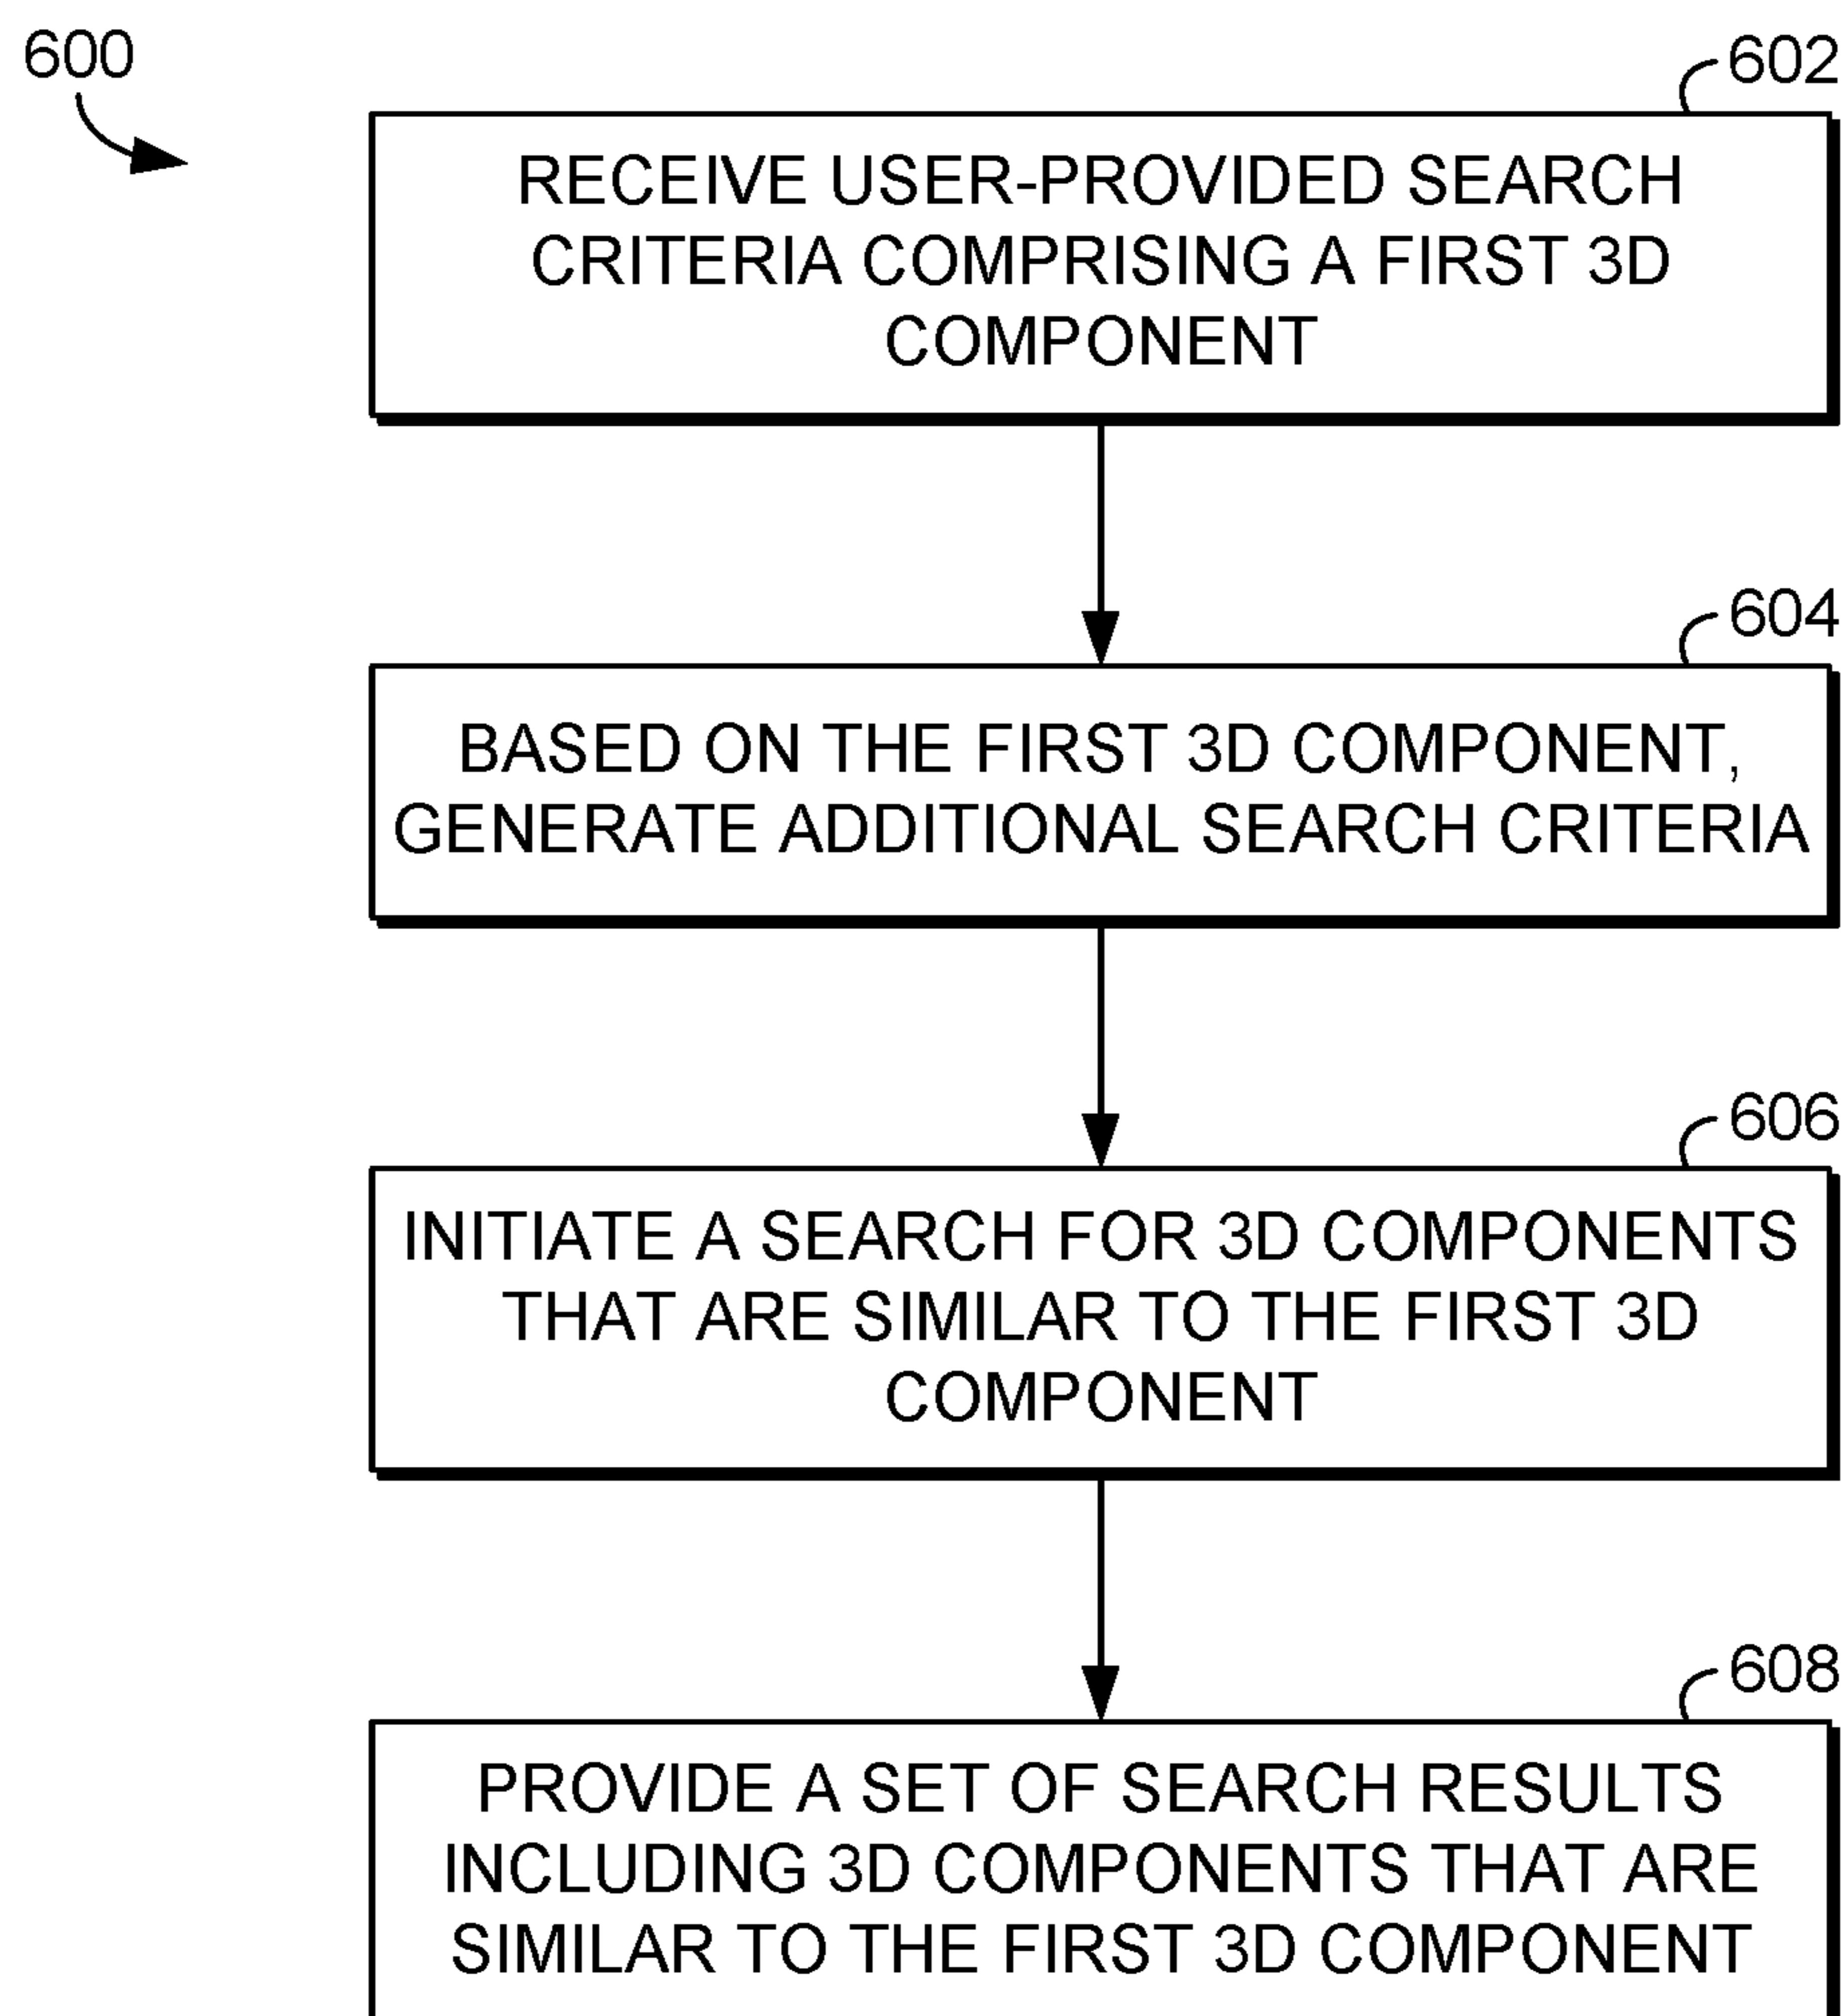 600
602
RECEIVE USER-PROVIDED SEARCH
CRITERIA COMPRISING A FIRST 3D
COMPONENT
604
BASED ON THE FIRST 3D COMPONENT,
GENERATE ADDITIONAL SEARCH CRITERIA
606
INITIATE A SEARCH FOR 3D COMPONENTS
THAT ARE SIMILAR TO THE FIRST 3D
COMPONENT
608
PROVIDE A SET OF SEARCH RESULTS
INCLUDING 3D COMPONENTS THAT ARE
SIMILAR TO THE FIRST 3D COMPONENT